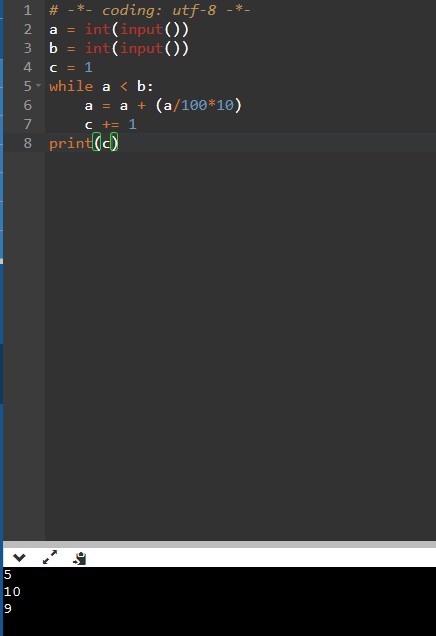 1 # -*- coding: utf-8 -*-
2 a = int(input())
3 b = int(input())
4 c = 1
5 while a < b:
6     a = a + (a/100*10)
7     c += 1
8 print(c)
5
10
9